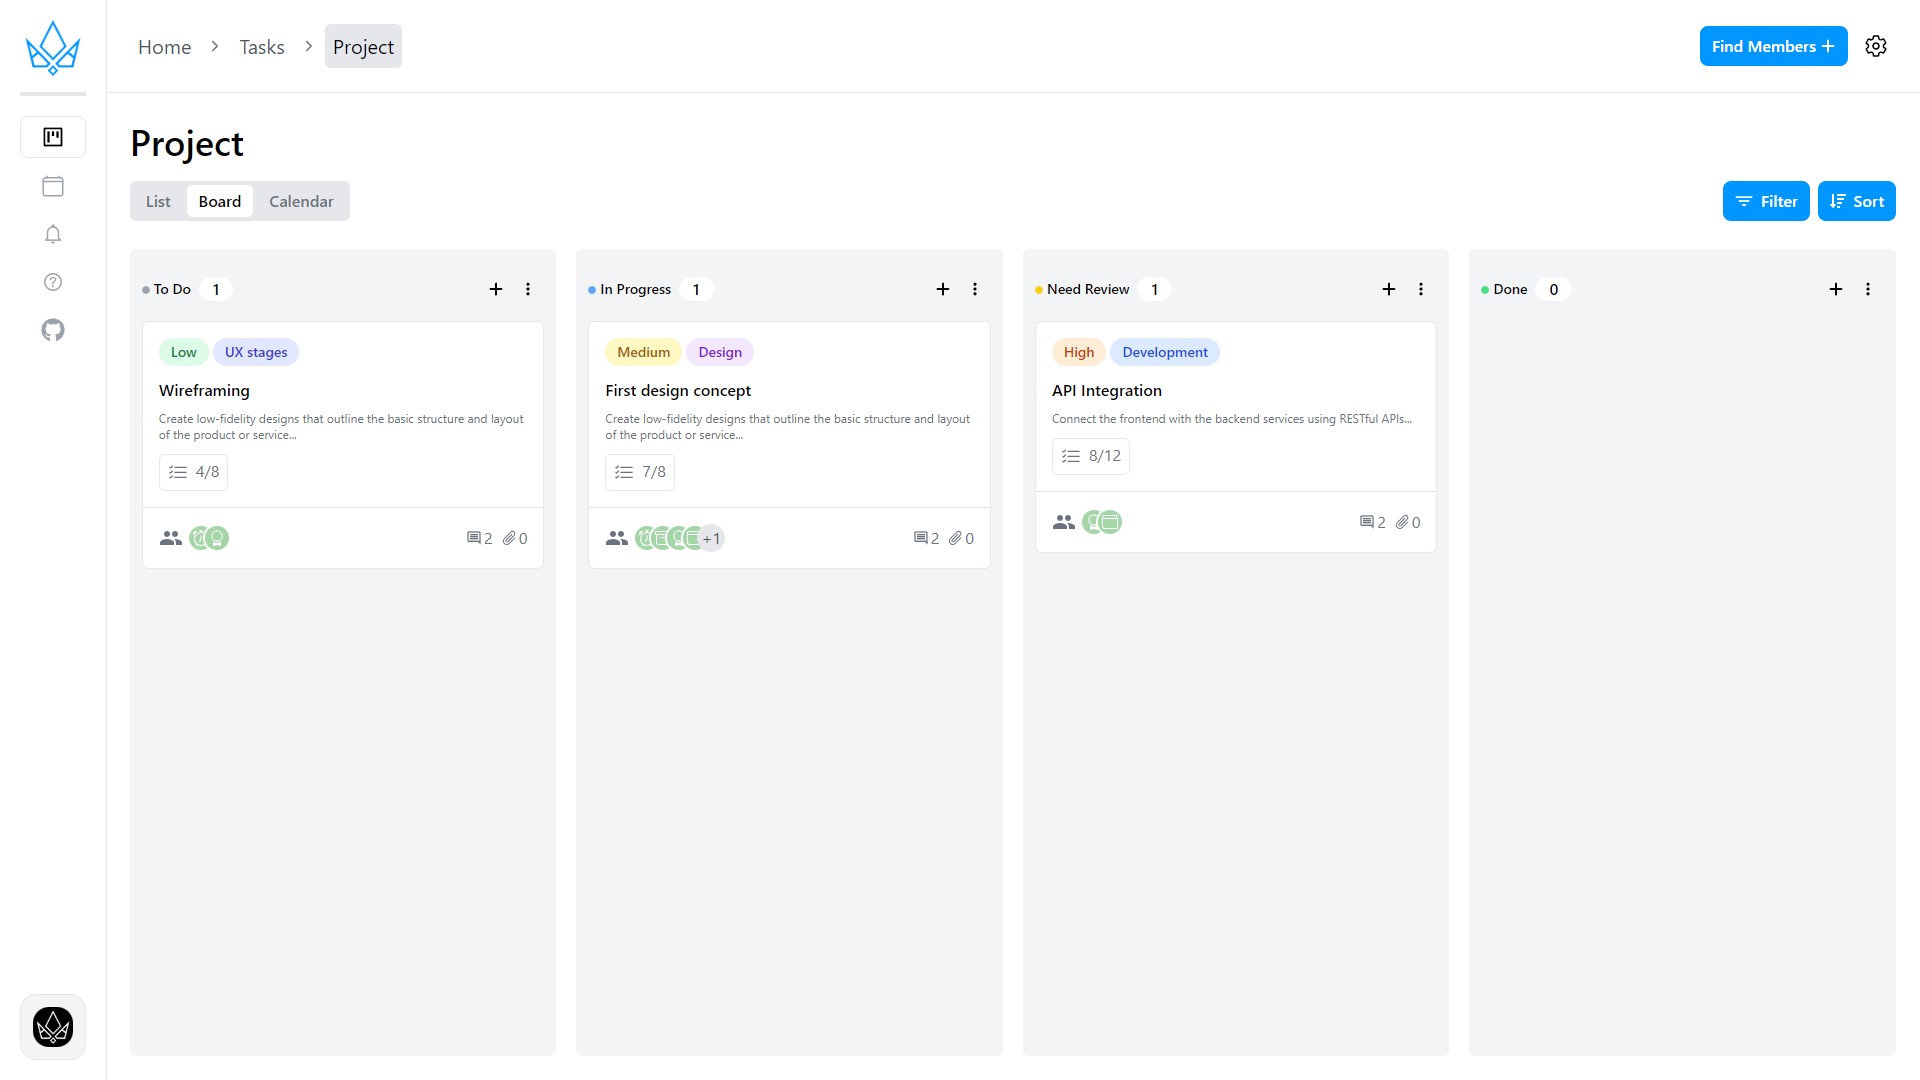 Home
Tasks
Project
Find Members
Project
List
Board
Calendar
Filter
Sort
To Do 1
Low
UX stages
Wireframing
Create low-fidelity designs that outline the basic structure and layout
of the product or service...
4/8
2
0
In Progress 1
Medium
Design
First design concept
Create low-fidelity designs that outline the basic structure and layout
of the product or service...
7/8
+1
2
0
Need Review 1
High
Development
API Integration
Connect the frontend with the backend services using RESTful APIs...
8/12
2
0
Done 0